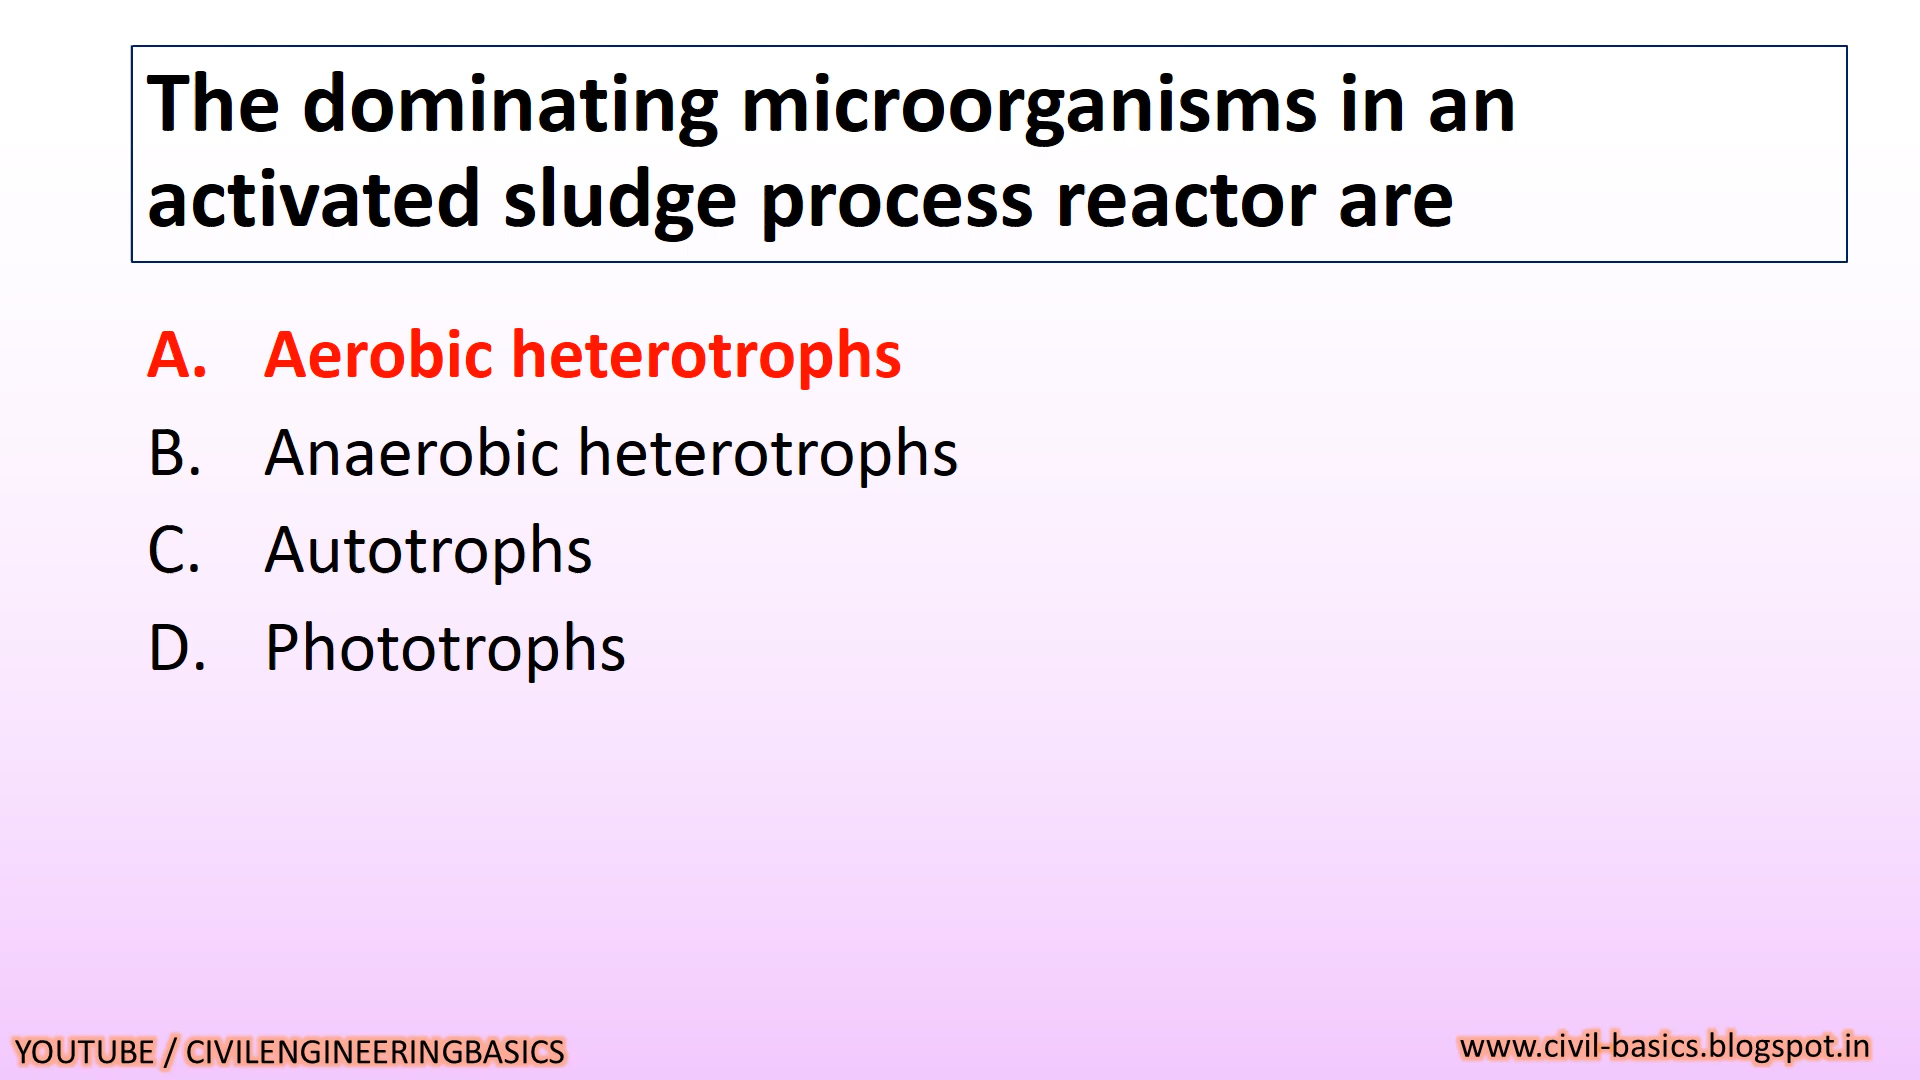 The dominating microorganisms in an
activated sludge process reactor are
A. Aerobic heterotrophs
B. Anaerobic heterotrophs
C. Autotrophs
D. Phototrophs
YOUTUBE / CIVILENGINEERINGBASICS
www.civil-basics.blogspot.in